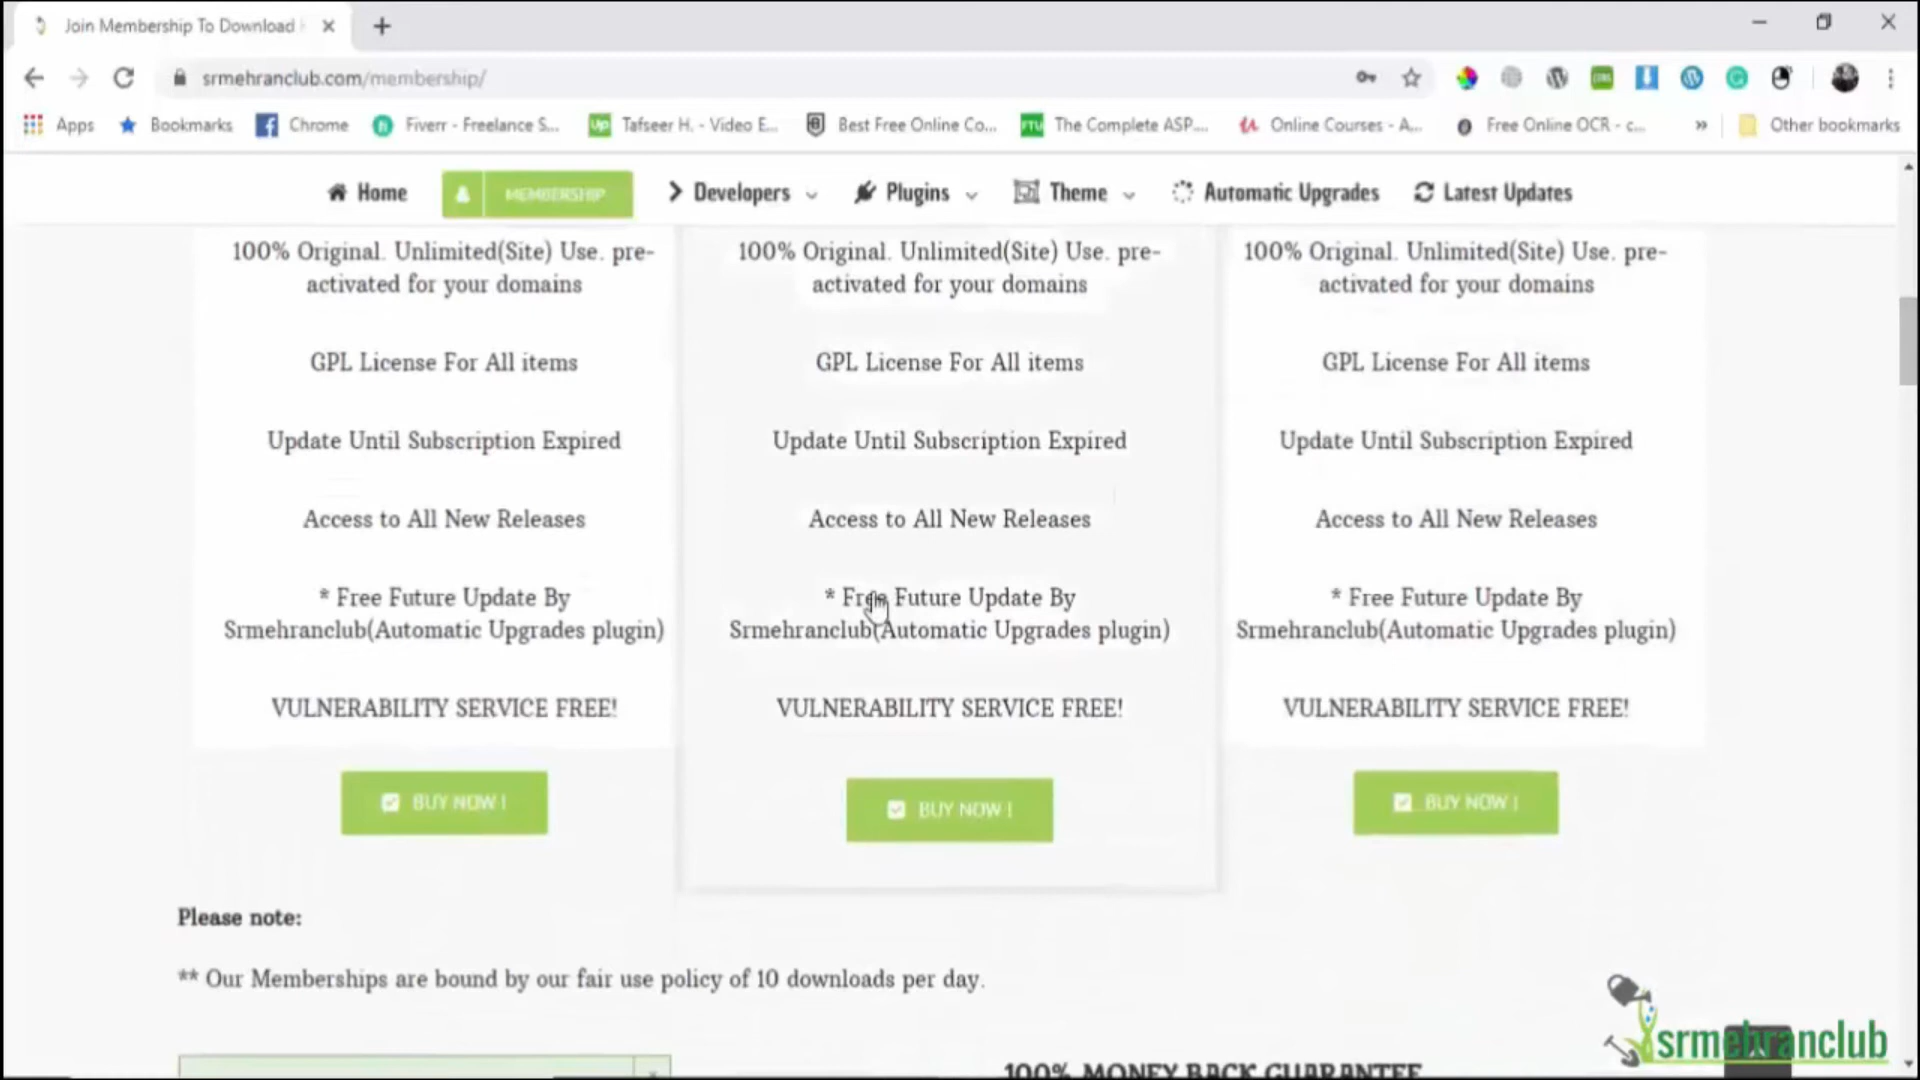 Join Membership To Download
srmehranclub.com/membership/
Apps
Bookmarks
Chrome
Fiverr - Freelance S...
Up
Tafseer H. - Video E...
Best Free Online Co...
FTU
The Complete ASP....
Online Courses - A...
Free Online OCR - c...
»
Other bookmarks
Home
MEMBERSHIP
Developers
Plugins
Theme
Automatic Upgrades
Latest Updates
100% Original. Unlimited(Site) Use. pre-
activated for your domains
GPL License For All items
Update Until Subscription Expired
Access to All New Releases
* Free Future Update By
Srmehranclub(Automatic Upgrades plugin)
VULNERABILITY SERVICE FREE!
BUY NOW !
100% Original. Unlimited(Site) Use. pre-
activated for your domains
GPL License For All items
Update Until Subscription Expired
Access to All New Releases
* Free Future Update By
Srmehranclub(Automatic Upgrades plugin)
VULNERABILITY SERVICE FREE!
BUY NOW !
100% Original. Unlimited(Site) Use. pre-
activated for your domains
GPL License For All items
Update Until Subscription Expired
Access to All New Releases
* Free Future Update By
Srmehranclub(Automatic Upgrades plugin)
VULNERABILITY SERVICE FREE!
BUY NOW !
Please note:
** Our Memberships are bound by our fair use policy of 10 downloads per day.
100% MONEY BACK GUARANTEE
srmehranclub